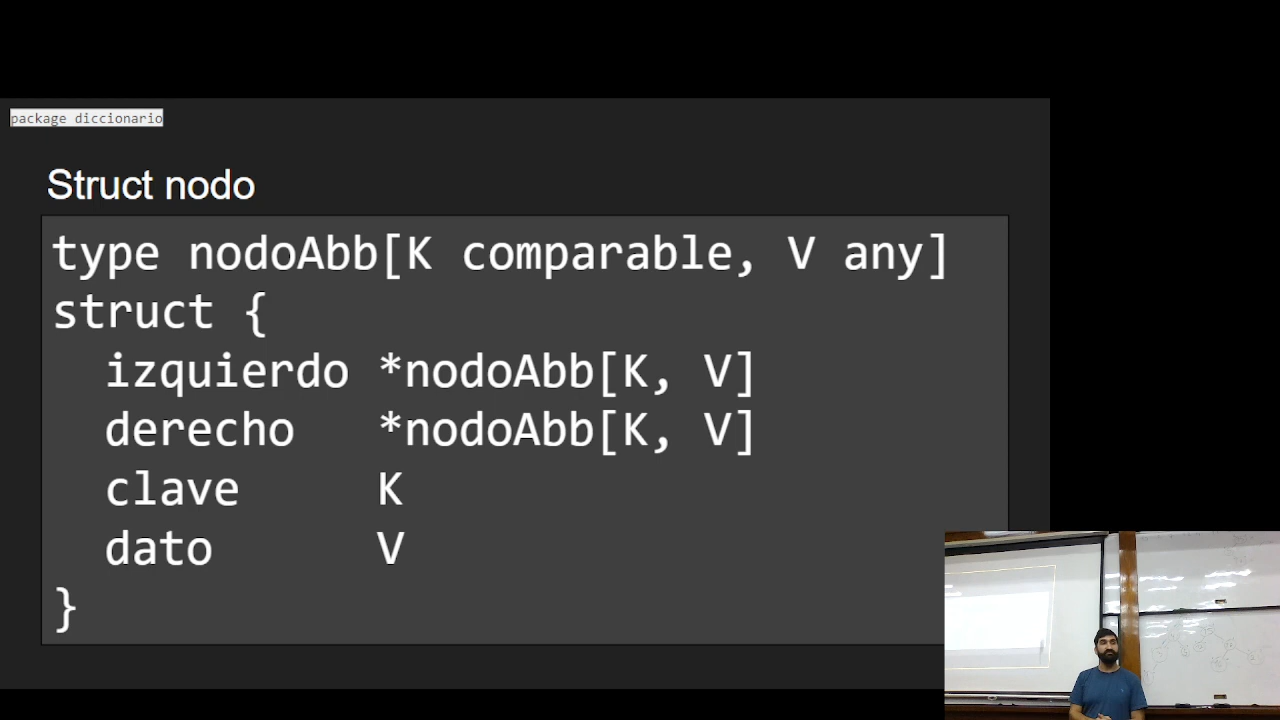 package diccionario
Struct nodo
type nodoAbb[K comparable, V any]
struct {
izquierdo *nodoAbb[K, V]
derecho *nodoAbb[K, V]
clave K
dato V
}